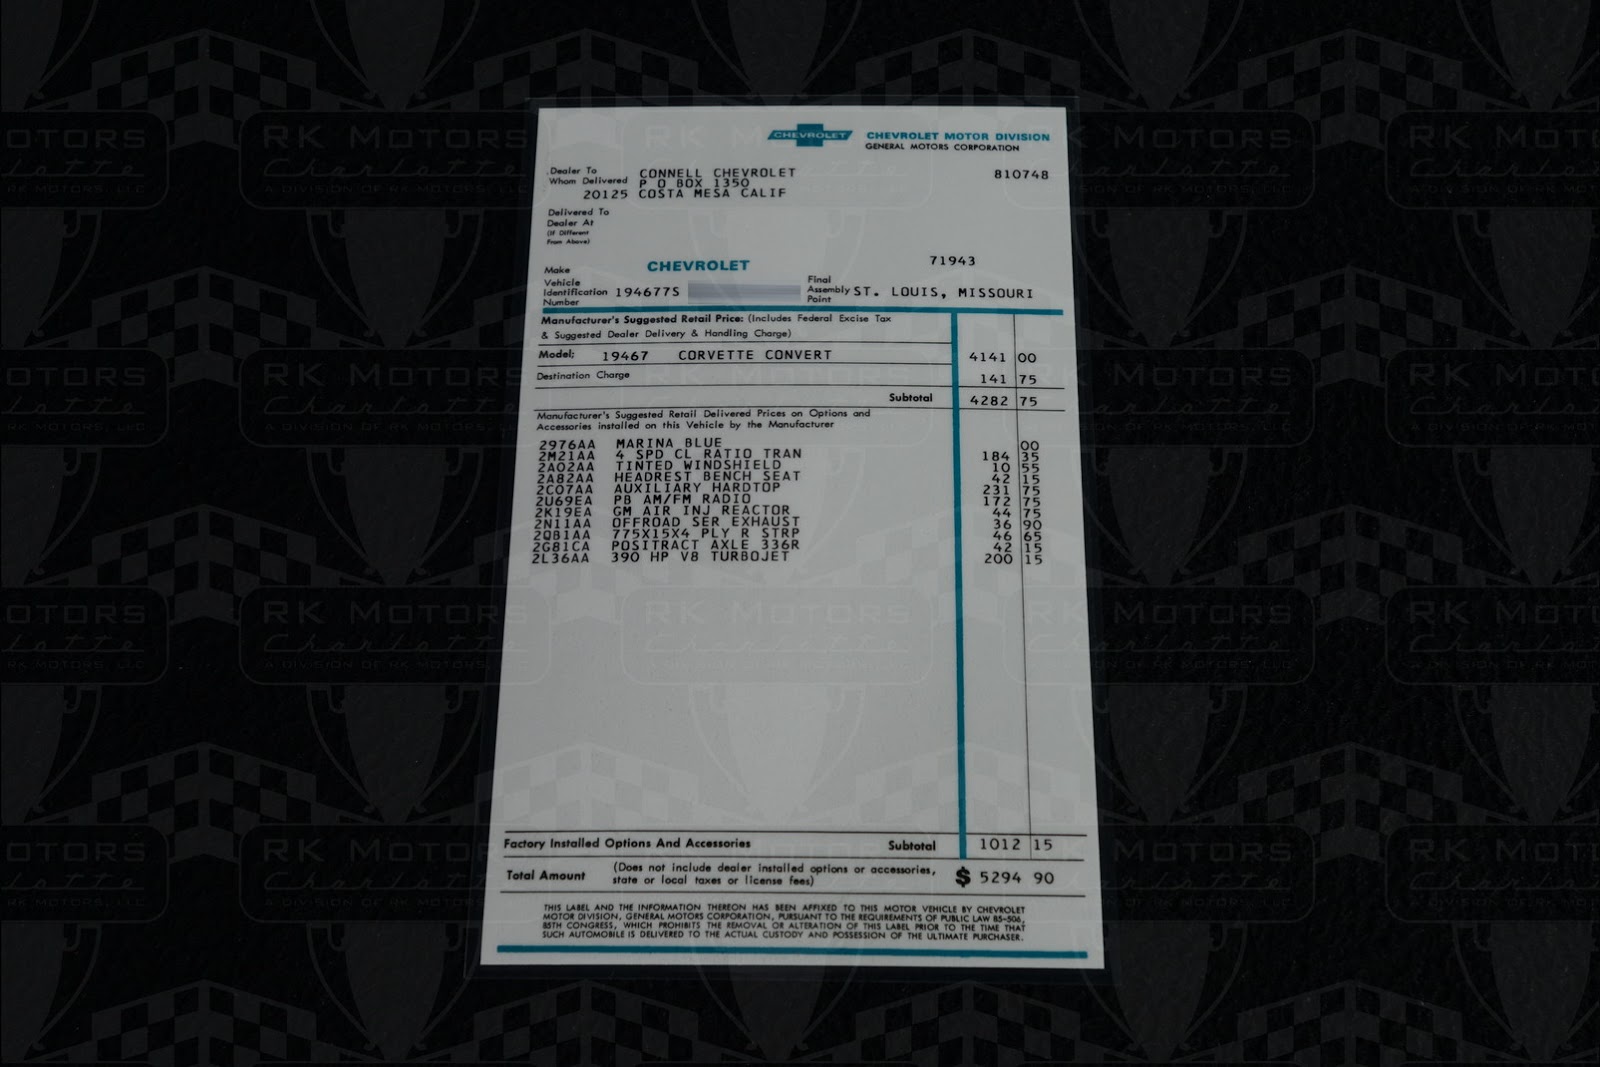 CHEVROLET CHEVROLET MOTOR DIVISION
GENERAL MOTORS CORPORATION
Dealer To
Whom Delivered
CONNELL CHEVROLET 810748
P O BOX 1350
20125 COSTA MESA CALIF
Delivered To
Dealer At
(If Different
From Above)
71943
Make CHEVROLET
Vehicle
Identification
Number
194677S
Final
Assembly
Point
ST. LOUIS, MISSOURI
Manufacturer's Suggested Retail Price: (Includes Federal Excise Tax
& Suggested Dealer Delivery & Handling Charge)
Model; 19467 CORVETTE CONVERT 4141 00
Destination Charge 141 75
Subtotal 4282 75
Manufacturer's Suggested Retail Delivered Prices on Options and
Accessories installed on this Vehicle by the Manufacturer
2976AA MARINA BLUE 00
2M21AA 4 SPD CL RATIO TRAN 184 35
2A02AA TINTED WINDSHIELD 10 55
2A82AA HEADREST BENCH SEAT 42 15
2C07AA AUXILIARY HARDTOP 231 75
2U69EA PB AM/FM RADIO 172 75
2K19EA GM AIR INJ REACTOR 44 75
2N11AA OFFROAD SER EXHAUST 36 90
2QB1AA 775X15X4 PLY R STRP 46 65
2G81CA POSITRACT AXLE 336R 42 15
2L36AA 390 HP V8 TURBOJET 200 15
Factory Installed Options And Accessories Subtotal 1012 15
Total Amount (Does not include dealer installed options or accessories,
state or local taxes or license fees) $ 5294 90
THIS LABEL AND THE INFORMATION THEREON HAS BEEN AFFIXED TO THIS MOTOR VEHICLE BY CHEVROLET
MOTOR DIVISION, GENERAL MOTORS CORPORATION, PURSUANT TO THE REQUIREMENTS OF PUBLIC LAW 85-506,
85TH CONGRESS, WHICH PROHIBITS THE REMOVAL OR ALTERATION OF THIS LABEL PRIOR TO THE TIME THAT
SUCH AUTOMOBILE IS DELIVERED TO THE ACTUAL CUSTODY AND POSSESSION OF THE ULTIMATE PURCHASER.
RK MOTORS
Charlotte
A DIVISION OF RK MOTORS, LLC